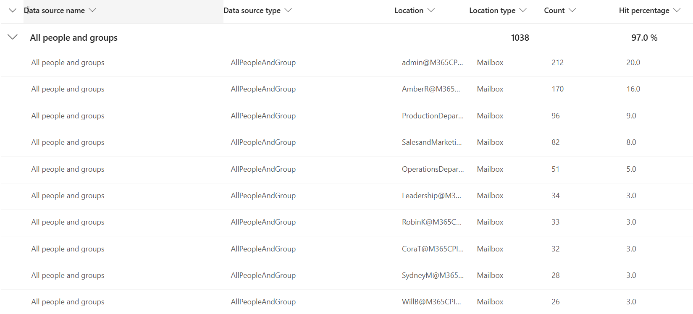 Data source name Data source type Location Location type Count Hit percentage
All people and groups 1038 97.0 %
All people and groups AllPeopleAndGroup admin@M365CP... Mailbox 212 20.0
All people and groups AllPeopleAndGroup AmberR@M365... Mailbox 170 16.0
All people and groups AllPeopleAndGroup ProductionDepar... Mailbox 96 9.0
All people and groups AllPeopleAndGroup SalesandMarketi... Mailbox 82 8.0
All people and groups AllPeopleAndGroup OperationsDepar... Mailbox 51 5.0
All people and groups AllPeopleAndGroup Leadership@M3... Mailbox 34 3.0
All people and groups AllPeopleAndGroup RobinK@M365C... Mailbox 33 3.0
All people and groups AllPeopleAndGroup CoraT@M365CPI... Mailbox 32 3.0
All people and groups AllPeopleAndGroup SydneyM@M365... Mailbox 28 3.0
All people and groups AllPeopleAndGroup WillB@M365CPI... Mailbox 26 3.0